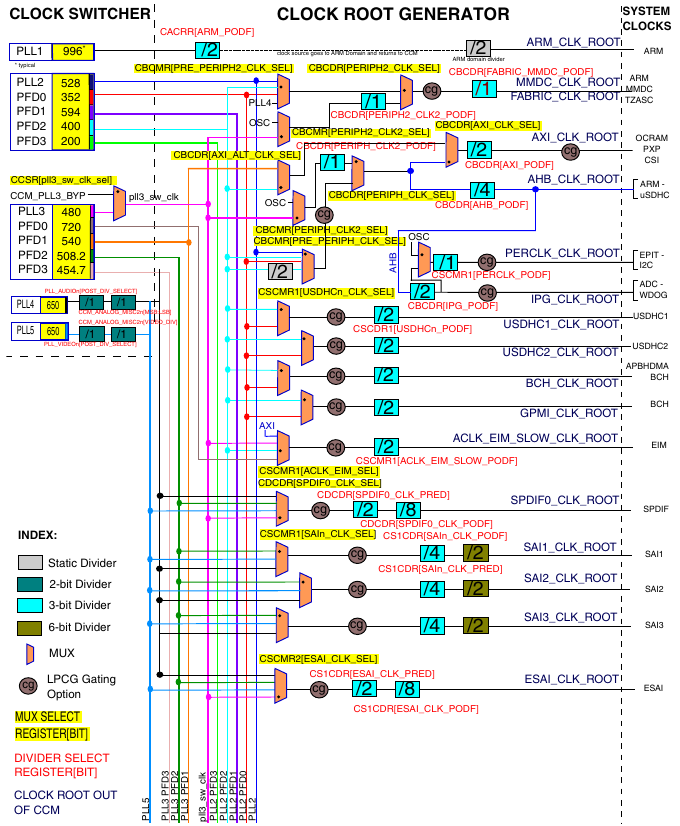 CLOCK SWITCHER
CLOCK ROOT GENERATOR
SYSTEM CLOCKS
PLL1 996*
* typical
CACRR[ARM_PODF]
/2
clock source goes to ARM Domain and returns to CCM
/2
ARM domain divider
ARM_CLK_ROOT
ARM
PLL2 528
PFD0 352
PFD1 594
PFD2 400
PFD3 200
CBCMR[PRE_PERIPH2_CLK_SEL]
CBCDR[PERIPH2_CLK_SEL]
CBCDR[FABRIC_MMDC_PODF]
PLL4
OSC
/1
cg
/1
MMDC_CLK_ROOT
FABRIC_CLK_ROOT
ARM
MMDC
TZASC
CBCDR[PERIPH2_CLK2_PODF]
CBCMR[PERIPH2_CLK2_SEL]
CBCDR[PERIPH_CLK2_PODF]
CBCDR[AXI_CLK_SEL]
CBCDR[AXI_ALT_CLK_SEL]
/1
/2
AXI_CLK_ROOT
cg
OCRAM
PXP
CSI
CBCDR[AXI_PODF]
CCSR[pll3_sw_clk_sel]
CCM_PLL3_BYP
pll3_sw_clk
OSC
cg
CBCDR[PERIPH_CLK_SEL]
/4
AHB_CLK_ROOT
CBCDR[AHB_PODF]
ARM -
uSDHC
PLL3 480
PFD0 720
PFD1 540
PFD2 508.2
PFD3 454.7
CBCMR[PERIPH_CLK2_SEL]
CBCMR[PRE_PERIPH_CLK_SEL]
/2
AHB
OSC
/1
cg
PERCLK_CLK_ROOT
EPIT -
I2C
CSCMR1[PERCLK_PODF]
CSCMR1[USDHCn_CLK_SEL]
/2
cg
CBCDR[IPG_PODF]
IPG_CLK_ROOT
ADC -
WDOG
PLL_AUDIOn[POST_DIV_SELECT]
PLL4 650 /1 /1
CCM_ANALOG_MISC2n[MSB_LSB]
CCM_ANALOG_MISC2n[VIDEO_DIV]
PLL5 650 /1 /1
PLL_VIDEOn[POST_DIV_SELECT]
cg /2
USDHC1
CSCDR1[USDHCn_PODF]
USDHC1_CLK_ROOT
cg /2
USDHC2
USDHC2_CLK_ROOT
cg /2
APBHDMA
BCH
BCH_CLK_ROOT
cg /2
BCH
GPMI_CLK_ROOT
AXI
cg /2
ACLK_EIM_SLOW_CLK_ROOT
EIM
CSCMR1[ACLK_EIM_SLOW_PODF]
CSCMR1[ACLK_EIM_SEL]
CDCDR[SPDIF0_CLK_SEL]
CDCDR[SPDIF0_CLK_PRED]
cg /2 /8
SPDIF0_CLK_ROOT
SPDIF
CDCDR[SPDIF0_CLK_PODF]
CSCMR1[SAIn_CLK_SEL]
CS1CDR[SAIn_CLK_PODF]
cg /4 /2
SAI1_CLK_ROOT
SAI1
CS1CDR[SAIn_CLK_PRED]
cg /4 /2
SAI2_CLK_ROOT
SAI2
cg /4 /2
SAI3_CLK_ROOT
SAI3
CSCMR2[ESAI_CLK_SEL]
CS1CDR[ESAI_CLK_PRED]
cg /2 /8
ESAI_CLK_ROOT
ESAI
CS1CDR[ESAI_CLK_PODF]
INDEX:
Static Divider
2-bit Divider
3-bit Divider
6-bit Divider
MUX
cg
LPCG Gating
Option
MUX SELECT
REGISTER[BIT]
DIVIDER SELECT
REGISTER[BIT]
CLOCK ROOT OUT
OF CCM
PLL5
PLL3 PFD3
PLL3 PFD2
PLL3 PFD1
pll3_sw_clk
PLL2 PFD3
PLL2 PFD2
PLL2 PFD1
PLL2 PFD0
PLL2